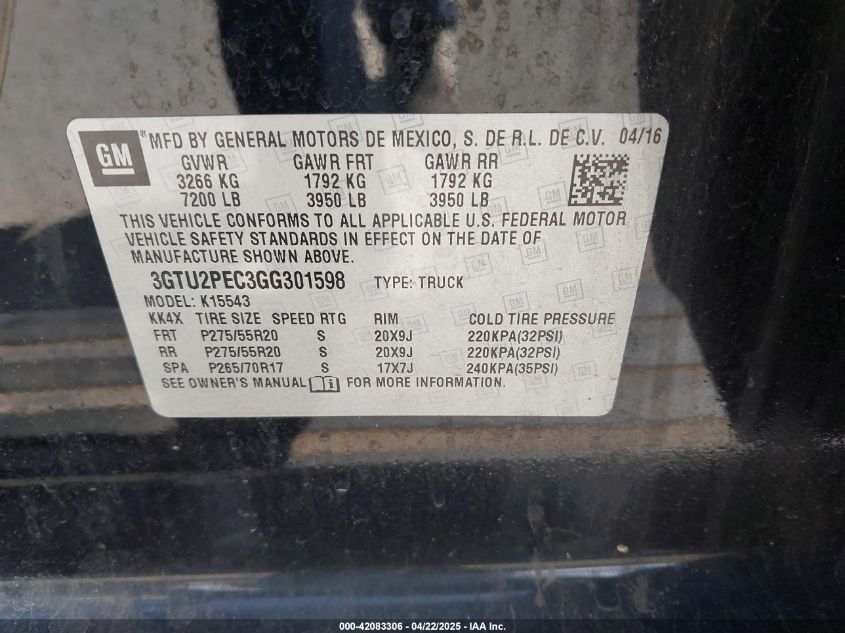 GM ® MFD BY GENERAL MOTORS DE MEXICO, S. DE R.L. DE C.V. 04/16
GVWR GAWR FRT GAWR RR
3266 KG 1792 KG 1792 KG
7200 LB 3950 LB 3950 LB
THIS VEHICLE CONFORMS TO ALL APPLICABLE U.S. FEDERAL MOTOR
VEHICLE SAFETY STANDARDS IN EFFECT ON THE DATE OF
MANUFACTURE SHOWN ABOVE.
3GTU2PEC3GG301598 TYPE: TRUCK
MODEL: K15543
KK4X TIRE SIZE SPEED RTG RIM COLD TIRE PRESSURE
FRT P275/55R20 S 20X9J 220KPA(32PSI)
RR P275/55R20 S 20X9J 220KPA(32PSI)
SPA P265/70R17 S 17X7J 240KPA(35PSI)
SEE OWNER'S MANUAL FOR MORE INFORMATION.
000-42083306 - 04/22/2025 - IAA Inc.